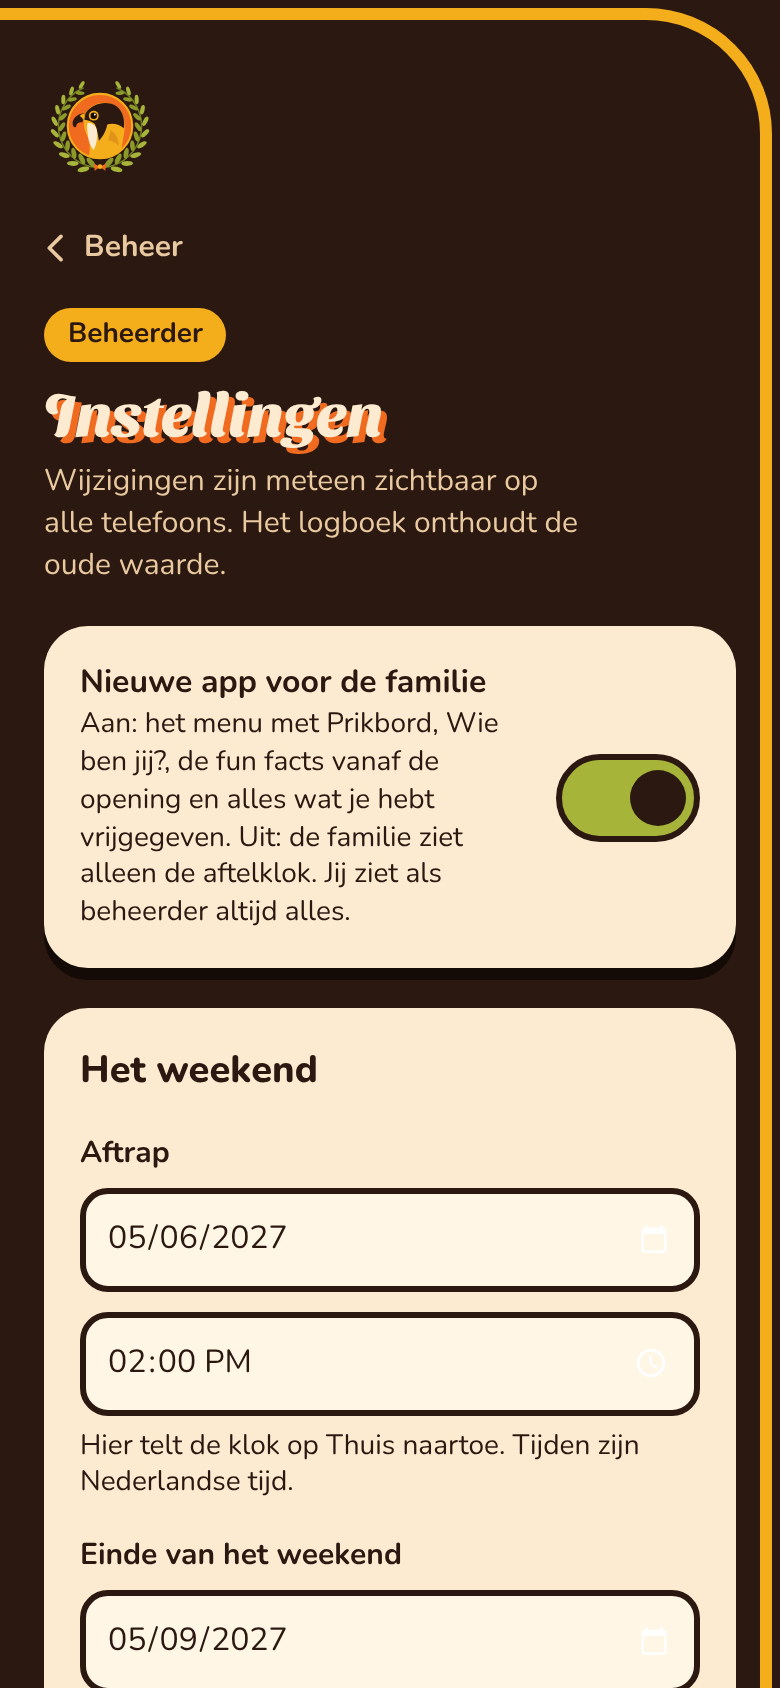 Beheer
Beheerder
Instellingen
Wijzigingen zijn meteen zichtbaar op
alle telefoons. Het logboek onthoudt de
oude waarde.
Nieuwe app voor de familie
Aan: het menu met Prikbord, Wie
ben jij?, de fun facts vanaf de
opening en alles wat je hebt
vrijgegeven. Uit: de familie ziet
alleen de aftelklok. Jij ziet als
beheerder altijd alles.
Het weekend
Aftrap
05/06/2027
02:00 PM
Hier telt de klok op Thuis naartoe. Tijden zijn
Nederlandse tijd.
Einde van het weekend
05/09/2027